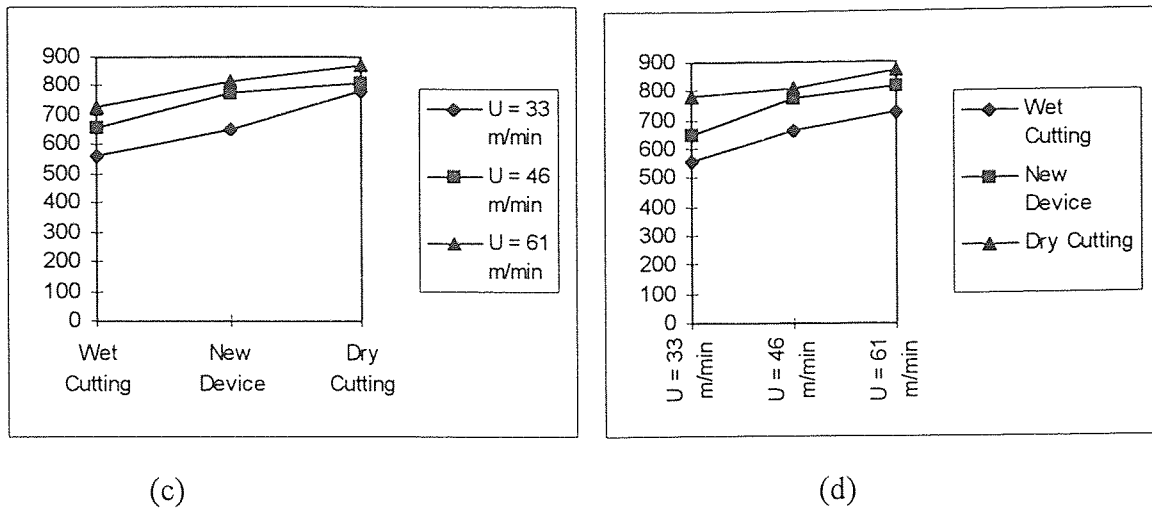 900
800
700
600
500
400
300
200
100
0
Wet
Cutting
New
Device
Dry
Cutting
U = 33
m/min
U = 46
m/min
U = 61
m/min
(c)
900
800
700
600
500
400
300
200
100
0
U = 33
m/min
U = 46
m/min
U = 61
m/min
Wet
Cutting
New
Device
Dry Cutting
(d)